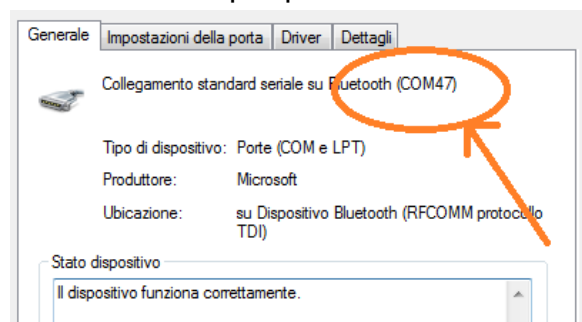 Generale Impostazioni della porta Driver Dettagli
Collegamento standard seriale su Bluetooth (COM47)
Tipo di dispositivo: Porte (COM e LPT)
Produttore: Microsoft
Ubicazione: su Dispositivo Bluetooth (RFCOMM protocollo
TDI)
Stato dispositivo
Il dispositivo funziona correttamente.